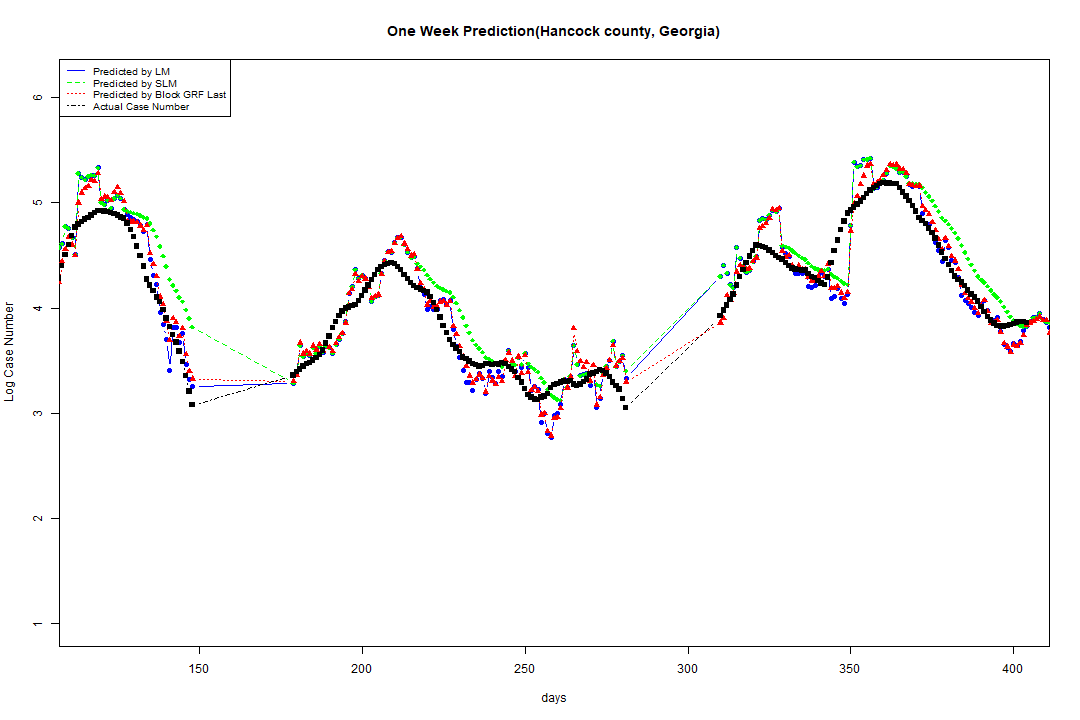 One Week Prediction(Hancock county, Georgia)
Predicted by LM
Predicted by SLM
Predicted by Block GRF Last
Actual Case Number
Log Case Number
6
5
4
3
2
1
150
200
250
300
350
400
days